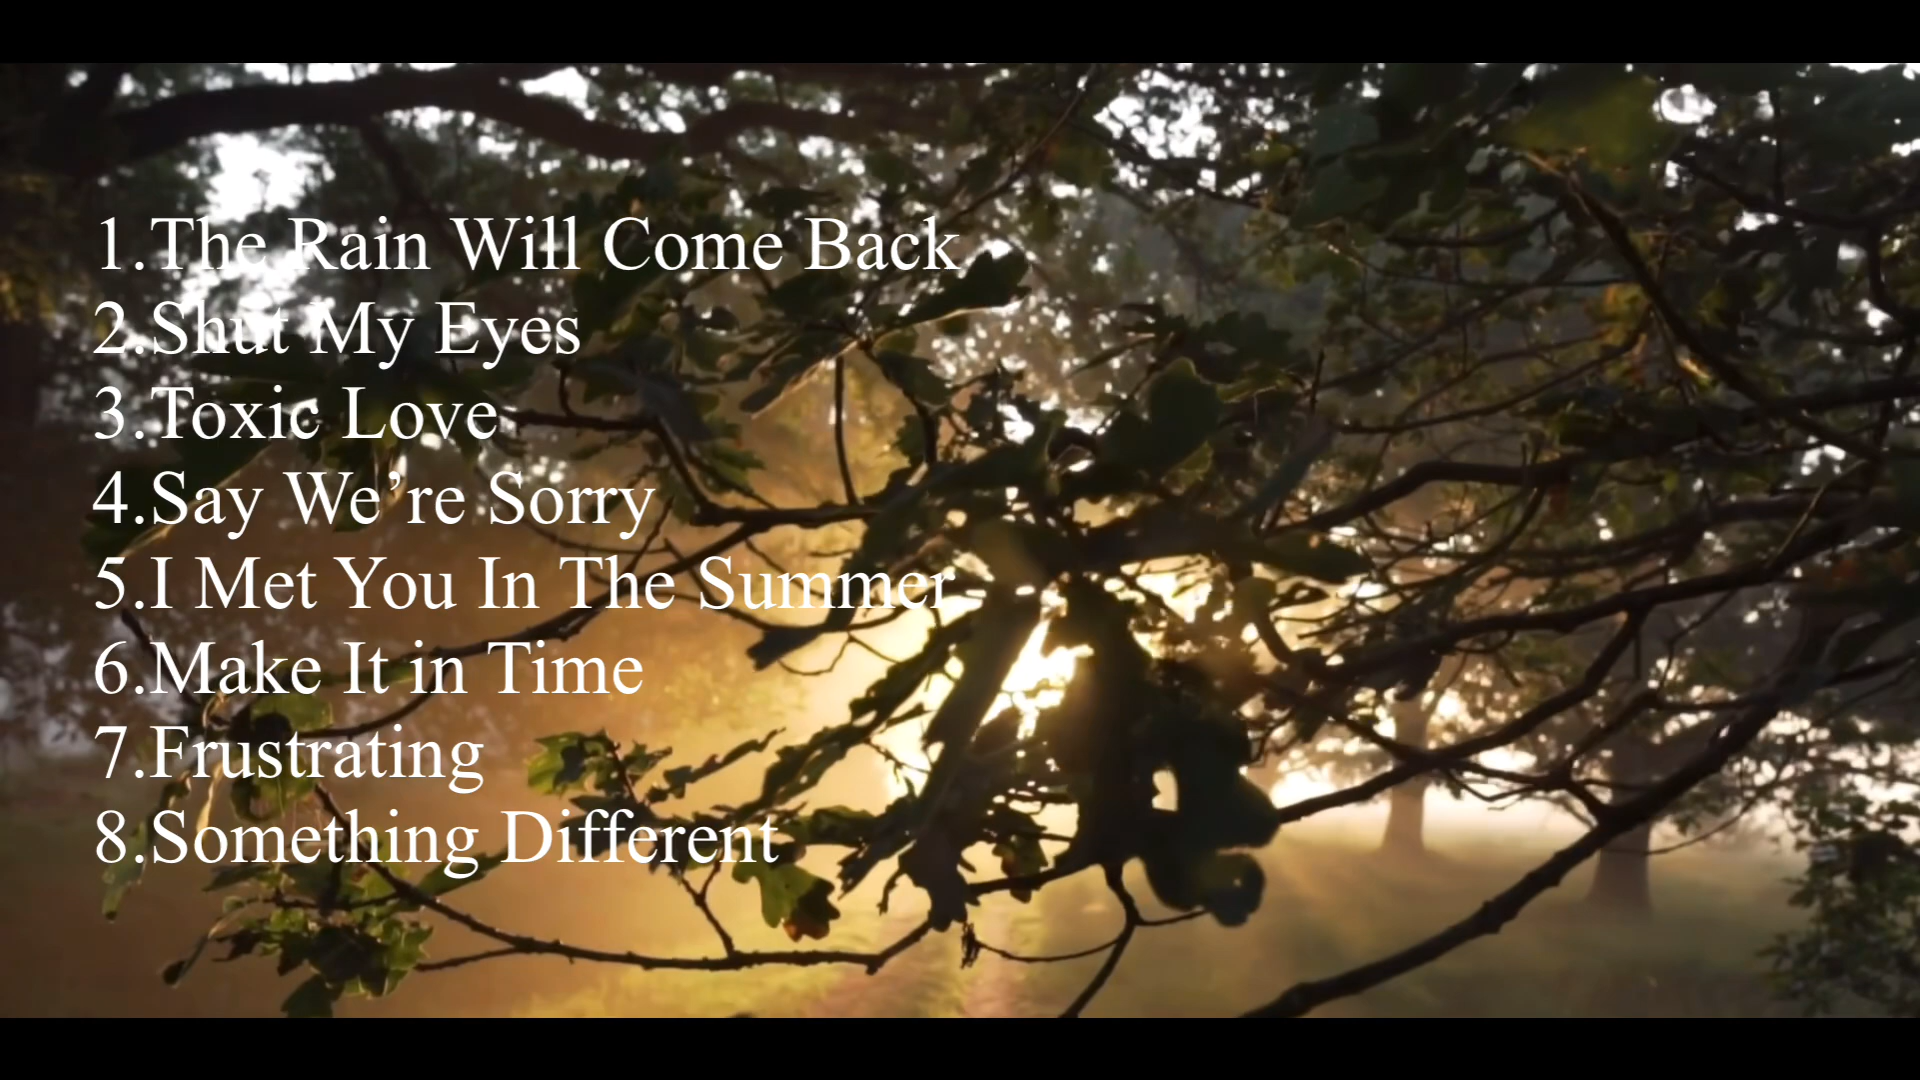 1.The Rain Will Come Back
2.Shut My Eyes
3.Toxic Love
4.Say We’re Sorry
5.I Met You In The Summer
6.Make It in Time
7.Frustrating
8.Something Different